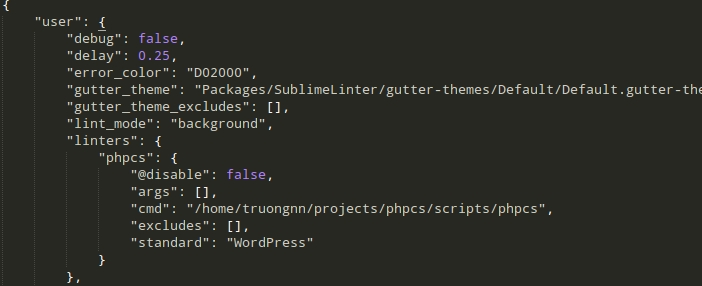 {
    "user": {
        "debug": false,
        "delay": 0.25,
        "error_color": "D02000",
        "gutter_theme": "Packages/SublimeLinter/gutter-themes/Default/Default.gutter-the
        "gutter_theme_excludes": [],
        "lint_mode": "background",
        "linters": {
            "phpcs": {
                "@disable": false,
                "args": [],
                "cmd": "/home/truongnn/projects/phpcs/scripts/phpcs",
                "excludes": [],
                "standard": "WordPress"
            }
        },